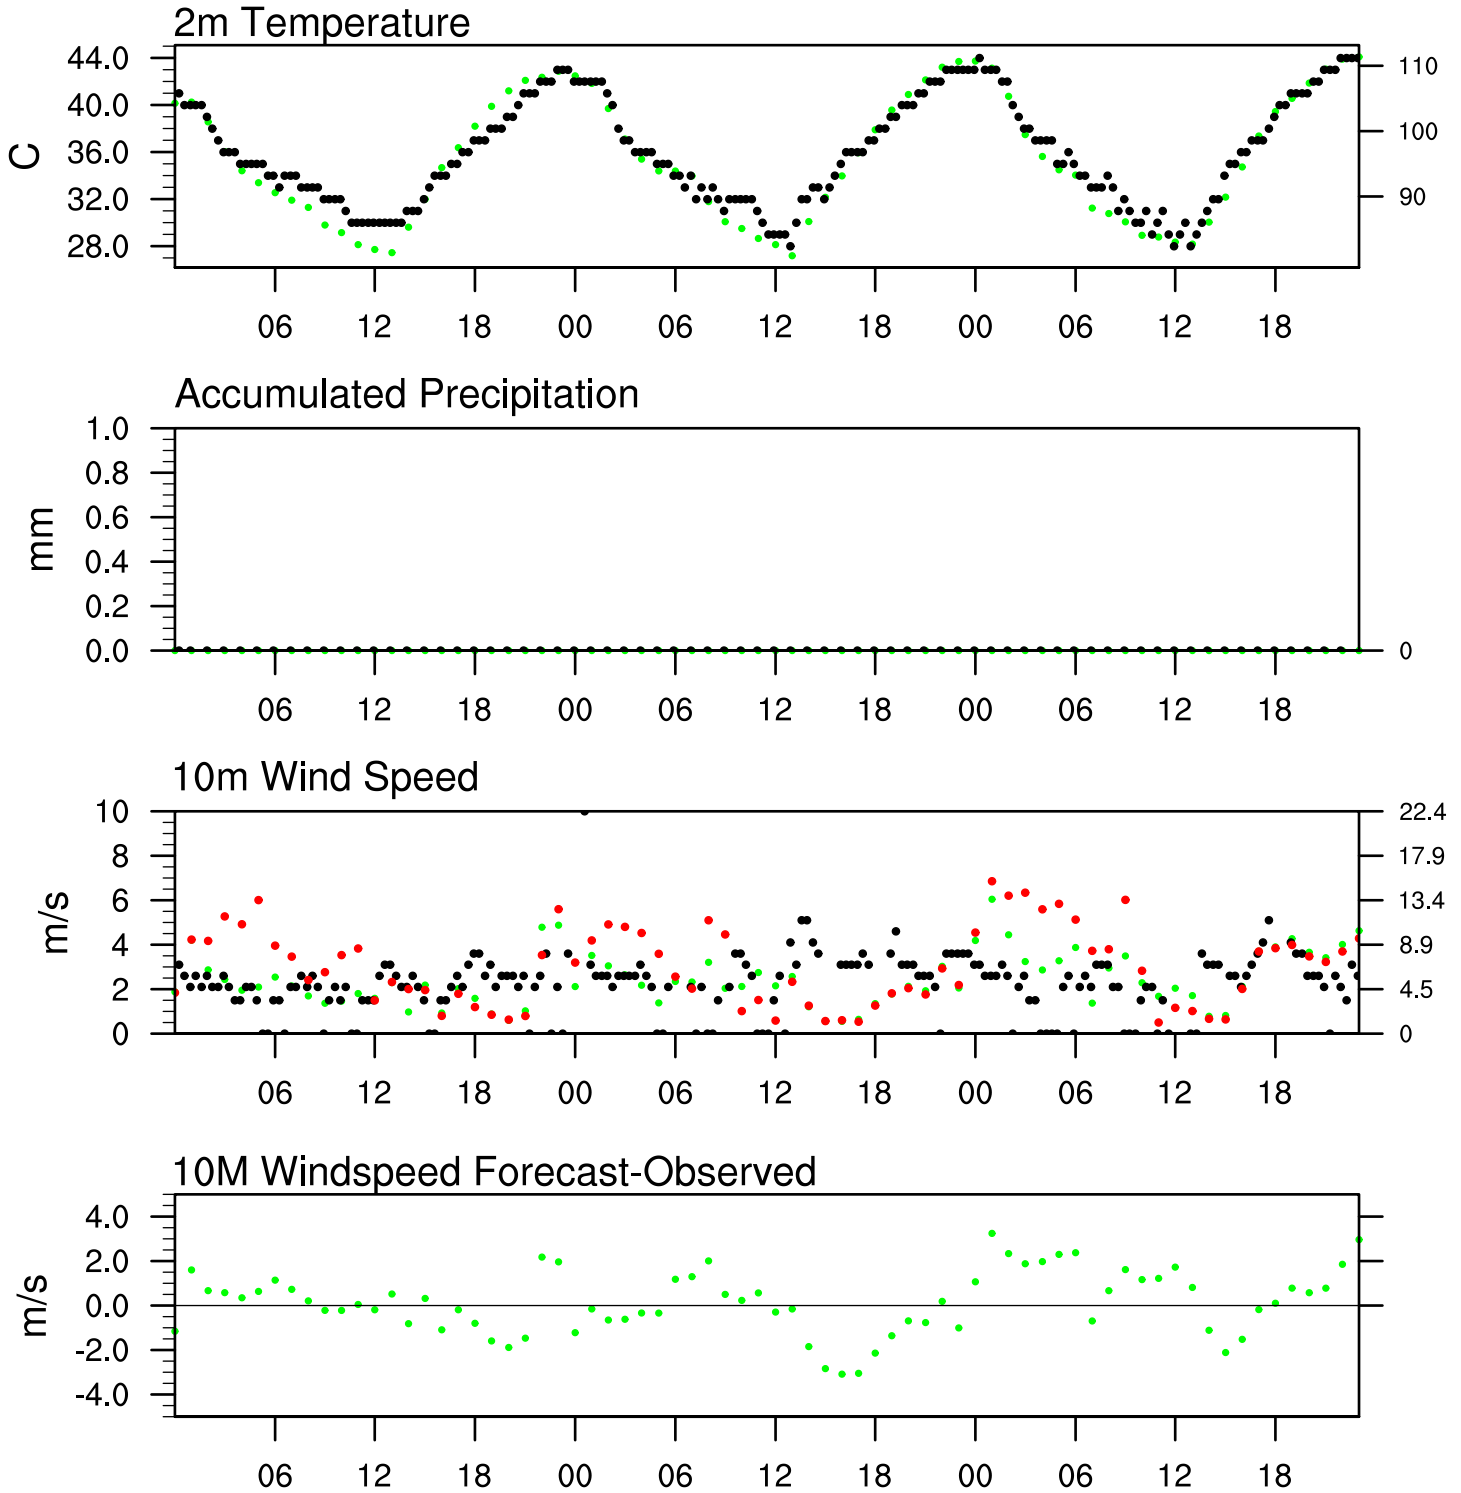 2m Temperature
44.0
40.0
36.0
32.0
28.0
C
110
100
90
06 12 18 00 06 12 18 00 06 12 18
Accumulated Precipitation
1.0
0.8
0.6
0.4
0.2
0.0
mm
0
06 12 18 00 06 12 18 00 06 12 18
10m Wind Speed
10
8
6
4
2
0
m/s
22.4
17.9
13.4
8.9
4.5
0
06 12 18 00 06 12 18 00 06 12 18
10M Windspeed Forecast-Observed
4.0
2.0
0.0
-2.0
-4.0
m/s
06 12 18 00 06 12 18 00 06 12 18